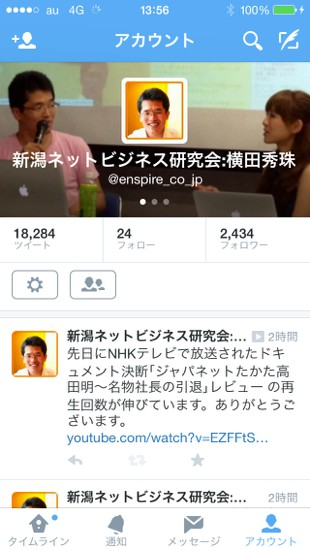 au 4G 13:56 100%
アカウント
新潟ネットビジネス研究会:横田秀珠
@enspire_co_jp
18,284 24 2,434
ツイート フォロー フォロワー
新潟ネットビジネス研究会:... 2時間
先日にNHKテレビで放送されたドキ
ュメント決断｢ジャパネットたかた高
田明〜名物社長の引退｣レビュー の再
生回数が伸びています。ありがとうご
ざいます。
youtube.com/watch?v=EZFFtS...
新潟ネットビジネス研究会:... 2時間
タイムライン 通知 メッセージ アカウント